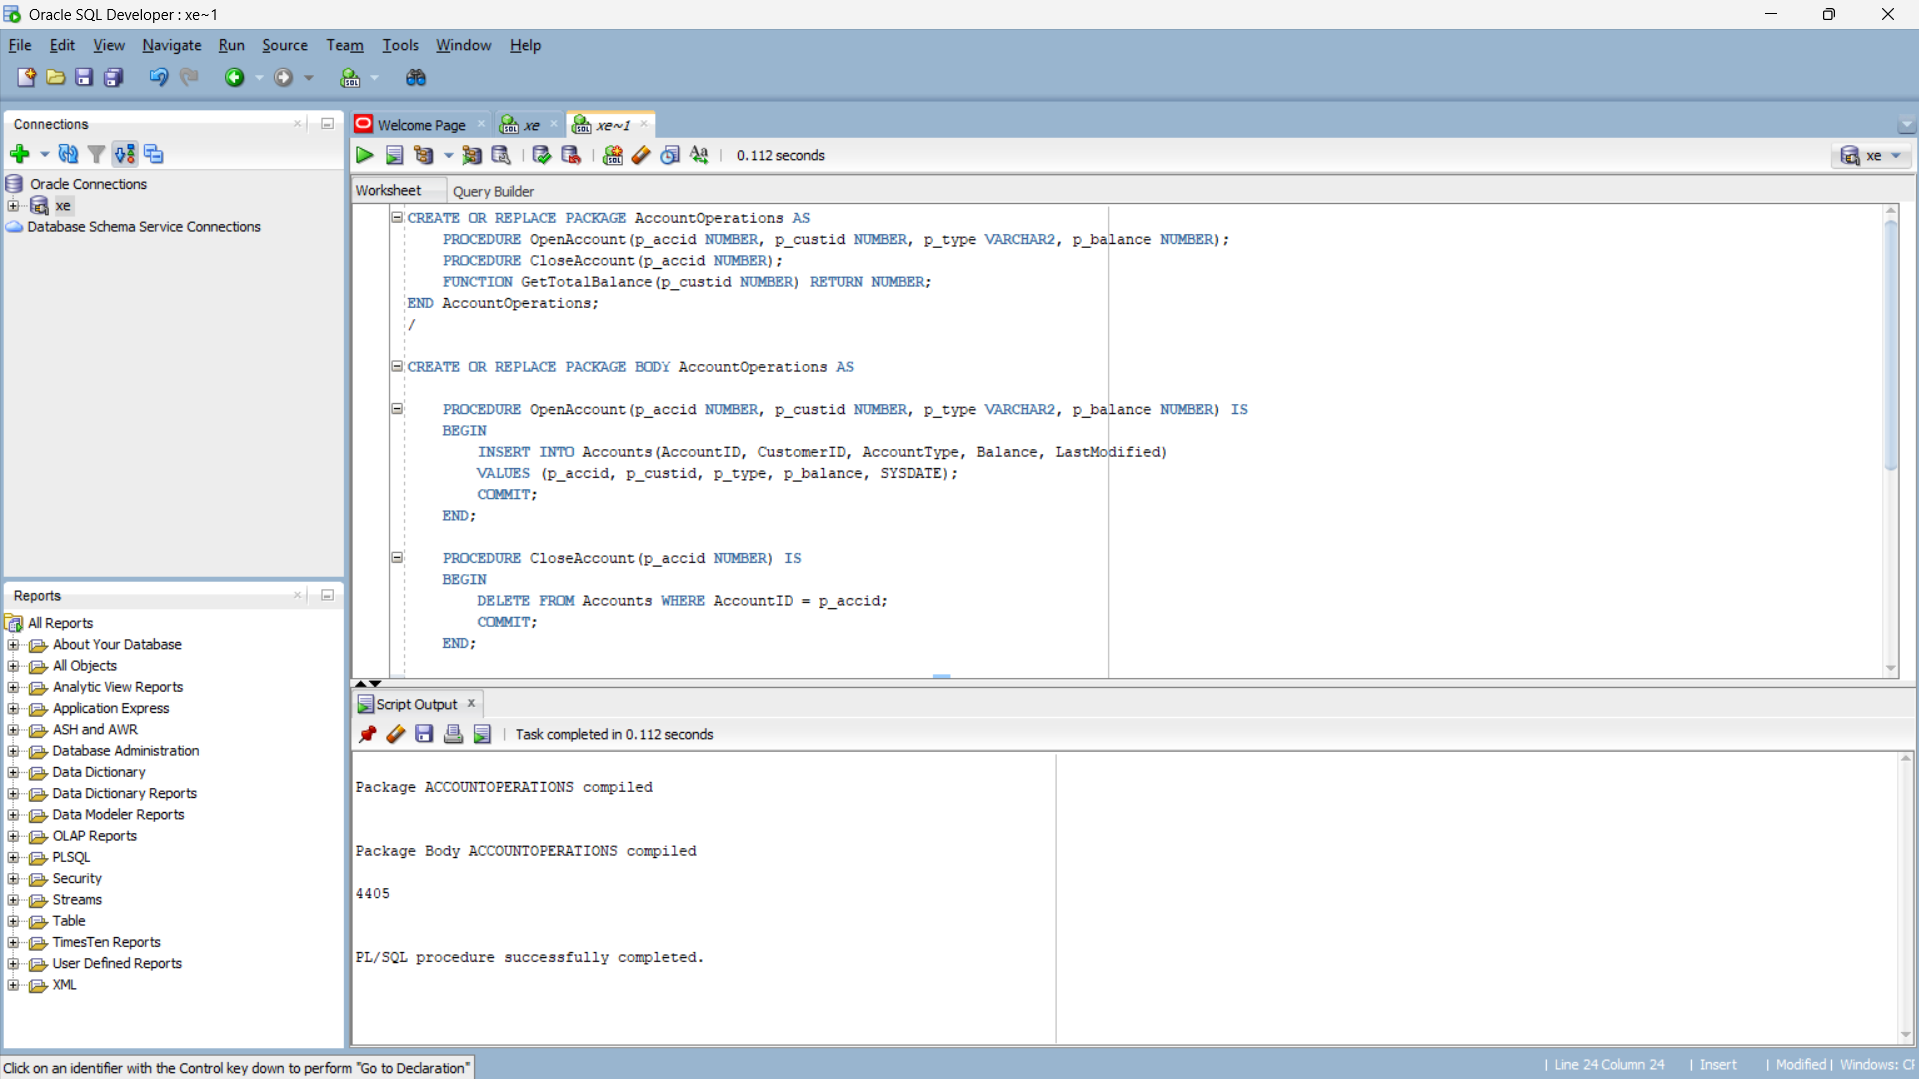 Oracle SQL Developer : xe~1
File Edit View Navigate Run Source Team Tools Window Help
Connections
Oracle Connections
xe
Database Schema Service Connections
Reports
All Reports
About Your Database
All Objects
Analytic View Reports
Application Express
ASH and AWR
Database Administration
Data Dictionary
Data Dictionary Reports
Data Modeler Reports
OLAP Reports
PLSQL
Security
Streams
Table
TimesTen Reports
User Defined Reports
XML
Welcome Page xe xe~1
0.112 seconds
xe
Worksheet Query Builder
CREATE OR REPLACE PACKAGE AccountOperations AS
PROCEDURE OpenAccount(p_accid NUMBER, p_custid NUMBER, p_type VARCHAR2, p_balance NUMBER);
PROCEDURE CloseAccount(p_accid NUMBER);
FUNCTION GetTotalBalance(p_custid NUMBER) RETURN NUMBER;
END AccountOperations;
/
CREATE OR REPLACE PACKAGE BODY AccountOperations AS
PROCEDURE OpenAccount(p_accid NUMBER, p_custid NUMBER, p_type VARCHAR2, p_balance NUMBER) IS
BEGIN
INSERT INTO Accounts(AccountID, CustomerID, AccountType, Balance, LastModified)
VALUES (p_accid, p_custid, p_type, p_balance, SYSDATE);
COMMIT;
END;
PROCEDURE CloseAccount(p_accid NUMBER) IS
BEGIN
DELETE FROM Accounts WHERE AccountID = p_accid;
COMMIT;
END;
Script Output
Task completed in 0.112 seconds
Package ACCOUNTOPERATIONS compiled
Package Body ACCOUNTOPERATIONS compiled
4405
PL/SQL procedure successfully completed.
Click on an identifier with the Control key down to perform "Go to Declaration"
Line 24 Column 24 | Insert | Modified | Windows: